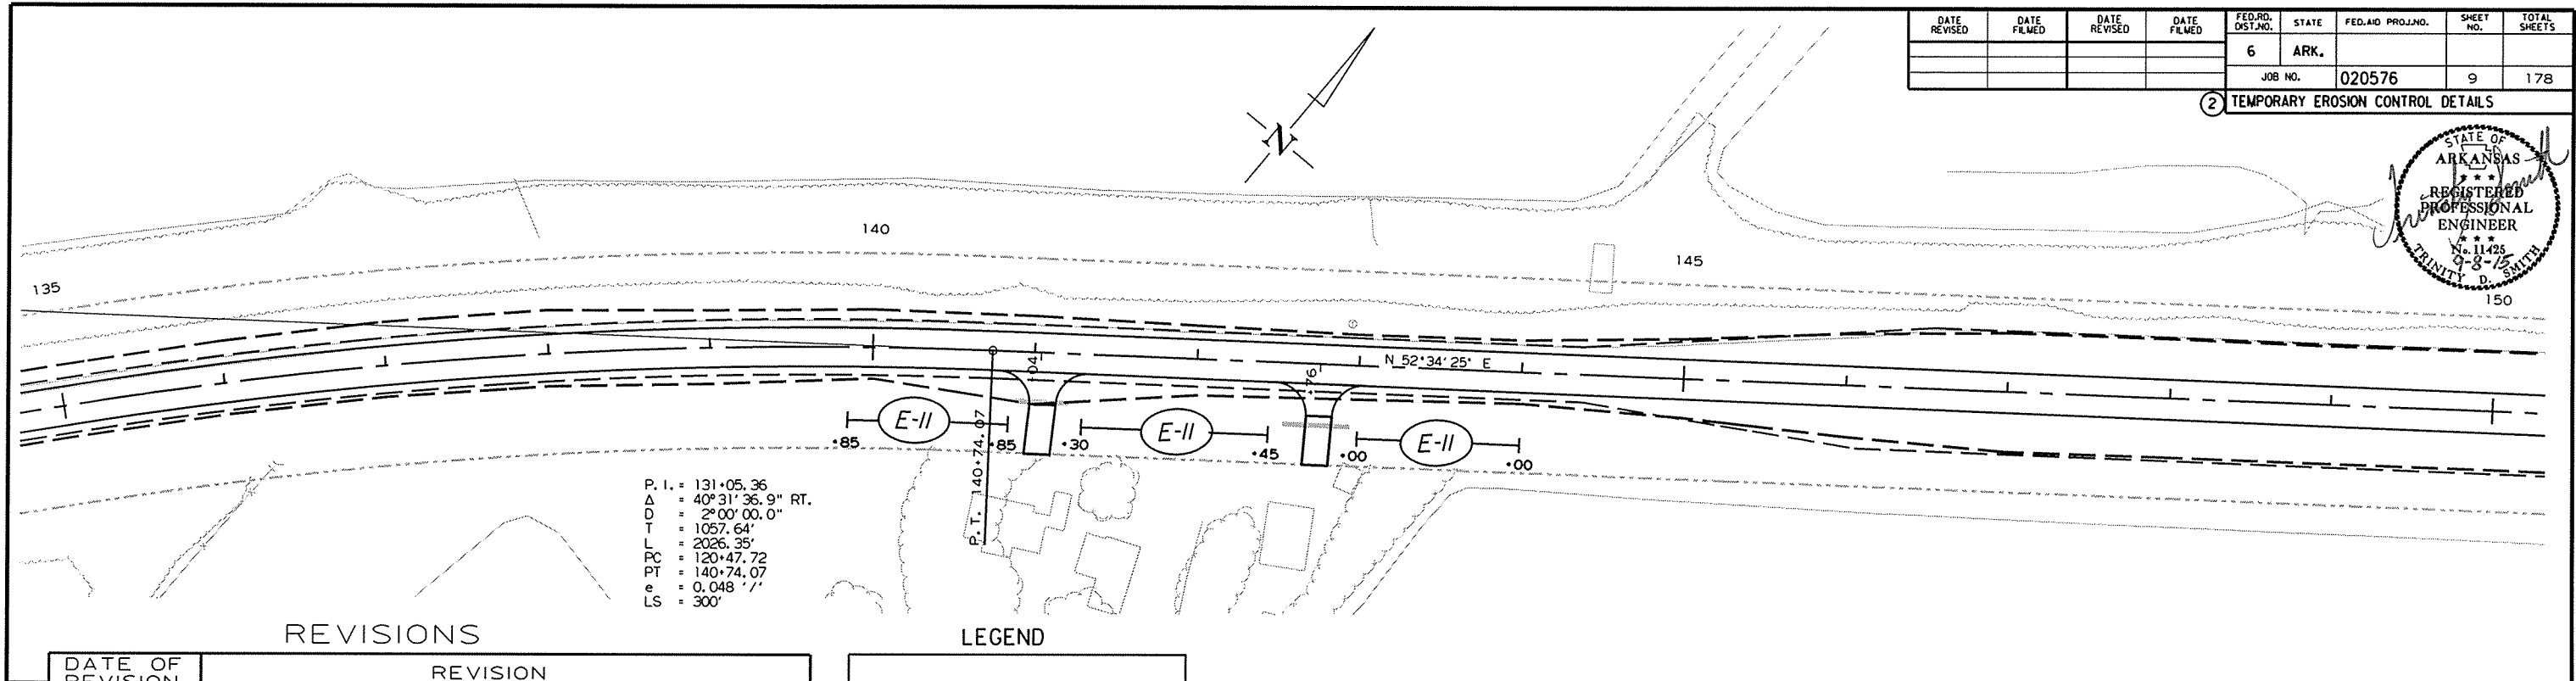 DATE REVISED
DATE FILMED
DATE REVISED
DATE FILMED
FED.RD. DIST.NO.
STATE
FED.AID PROJ.NO.
SHEET NO.
TOTAL SHEETS
6
ARK.
JOB NO.
020576
9
178
2 TEMPORARY EROSION CONTROL DETAILS
STATE OF
ARKANSAS
REGISTERED
PROFESSIONAL
ENGINEER
No. 11425
9-8-15
TRINITY D. SMITH
N
135
140
145
150
N 52°34'25" E
+04
+76
E-11
E-11
E-11
+85
+85
+30
+45
+00
+00
P.T. 140+74.07
P.I. = 131+05.36
Δ = 40°31'36.9" RT.
D = 2°00'00.0"
T = 1057.64'
L = 2026.35'
PC = 120+47.72
PT = 140+74.07
e = 0.048 '/'
LS = 300'
REVISIONS
LEGEND
DATE OF REVISION
REVISION